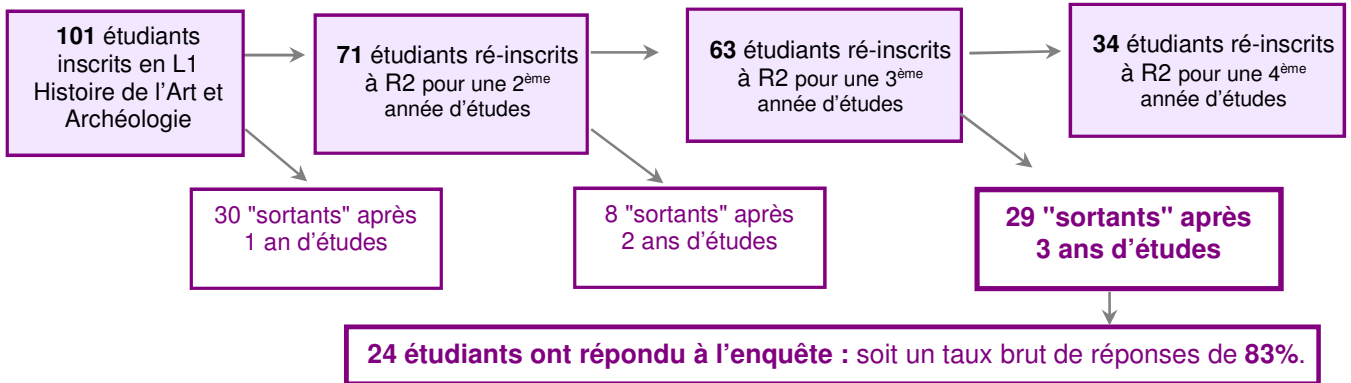 101 étudiants
inscrits en L1
Histoire de l'Art et
Archéologie
71 étudiants ré-inscrits
à R2 pour une 2ème
année d'études
63 étudiants ré-inscrits
à R2 pour une 3ème
année d'études
34 étudiants ré-inscrits
à R2 pour une 4ème
année d'études
30 "sortants" après
1 an d'études
8 "sortants" après
2 ans d'études
29 "sortants" après
3 ans d'études
24 étudiants ont répondu à l'enquête : soit un taux brut de réponses de 83%.